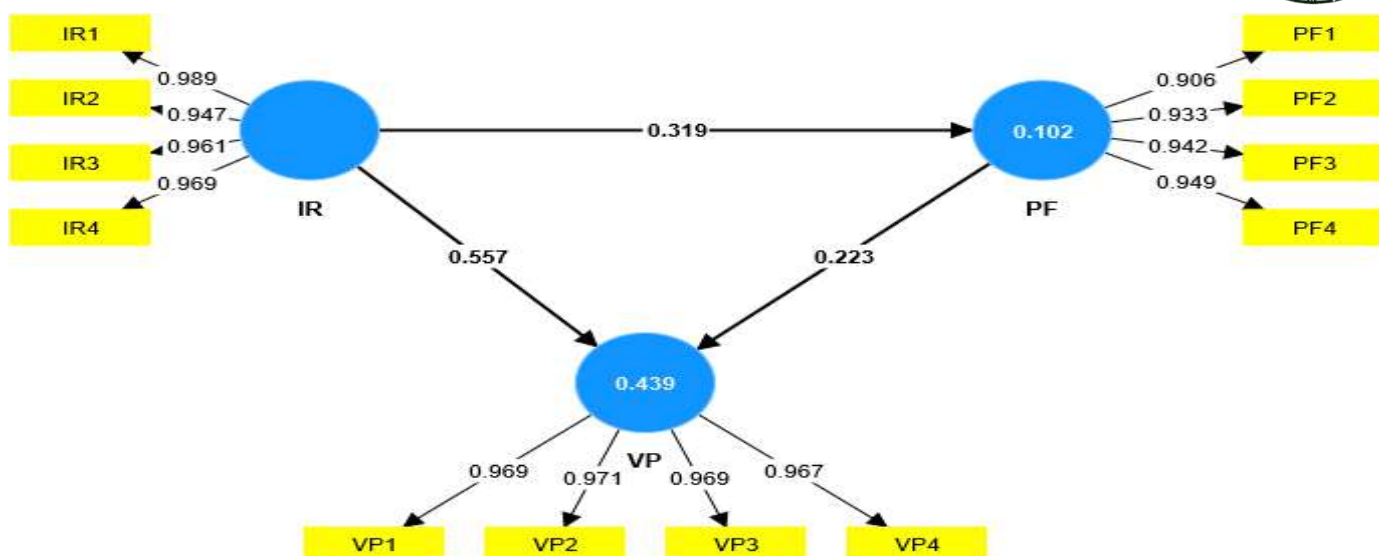 IR1
IR2
IR3
IR4
0.989
0.947
0.961
0.969
IR
0.319
0.102
PF
0.906
0.933
0.942
0.949
PF1
PF2
PF3
PF4
0.557
0.223
0.439
VP
0.969
0.971
0.969
0.967
VP1
VP2
VP3
VP4